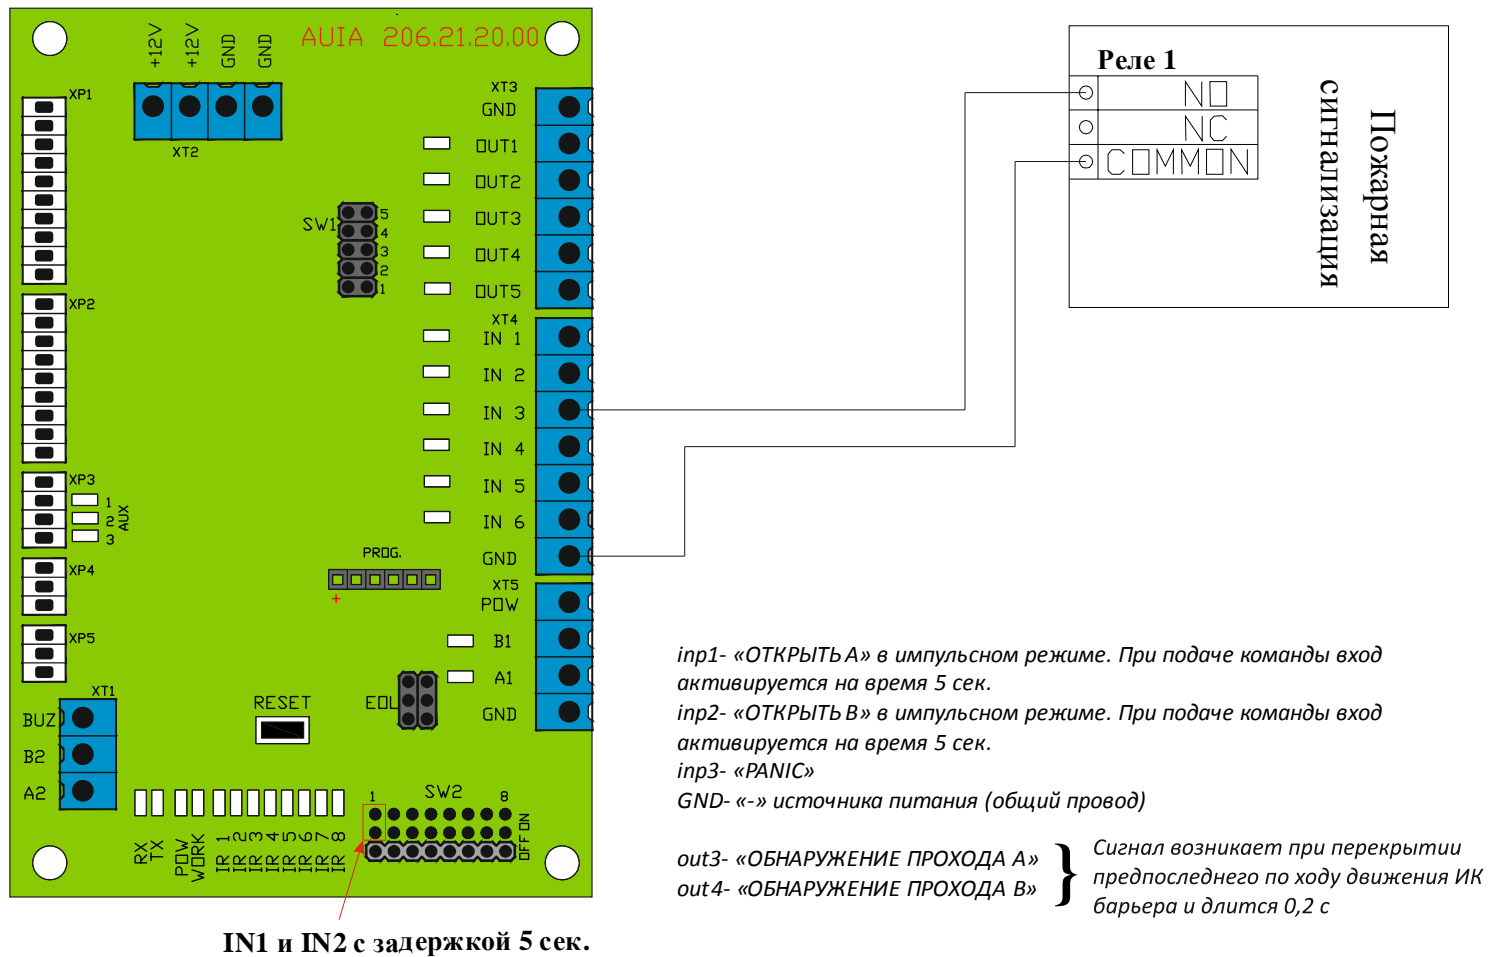 AUIA 206.21.20.00
+12V
+12V
GND
GND
XT2
XP1
XP2
XP3
1
2
3
AUX
XP4
XP5
XT1
BUZ
B2
A2
SW1
5
4
3
2
1
XT3
GND
OUT1
OUT2
OUT3
OUT4
OUT5
XT4
IN 1
IN 2
IN 3
IN 4
IN 5
IN 6
GND
XT5
POW
B1
A1
GND
PROG.
+
EOL
RESET
RX
TX
POW
WORK
IR 1
IR 2
IR 3
IR 4
IR 5
IR 6
IR 7
IR 8
1
SW2
8
OFF ON
IN1 и IN2 с задержкой 5 сек.
Реле 1
NO
NC
COMMON
Пожарная
сигнализация
inp1- «ОТКРЫТЬ А» в импульсном режиме. При подаче команды вход
активируется на время 5 сек.
inp2- «ОТКРЫТЬ В» в импульсном режиме. При подаче команды вход
активируется на время 5 сек.
inp3- «PANIC»
GND- «-» источника питания (общий провод)
out3- «ОБНАРУЖЕНИЕ ПРОХОДА А»
out4- «ОБНАРУЖЕНИЕ ПРОХОДА В»
}
Сигнал возникает при перекрытии
предпоследнего по ходу движения ИК
барьера и длится 0,2 с